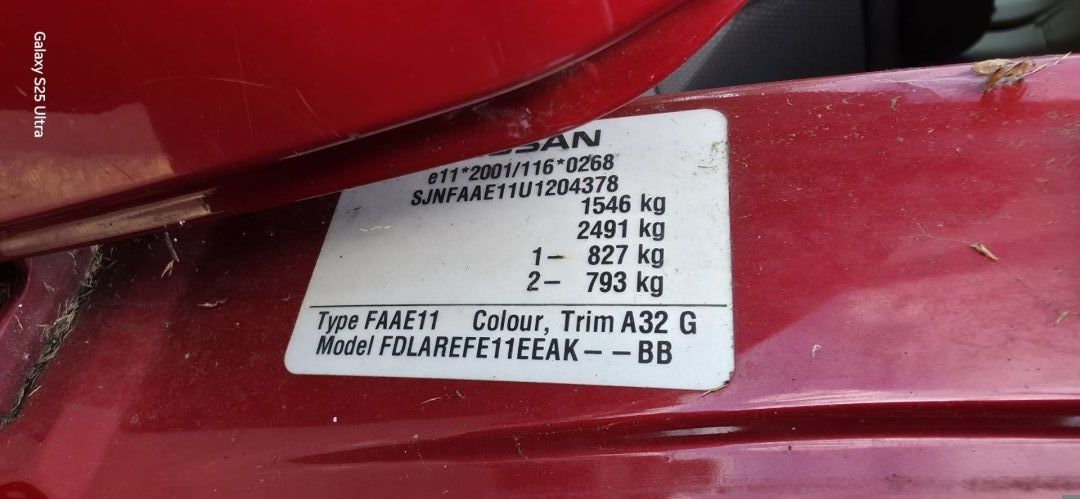 Galaxy S25 Ultra
e11*2001/116*0268
SJNFAAE11U1204378
1546 kg
2491 kg
1– 827 kg
2– 793 kg
Type FAAE11 Colour, Trim A32 G
Model FDLAREFE11EEAK– –BB